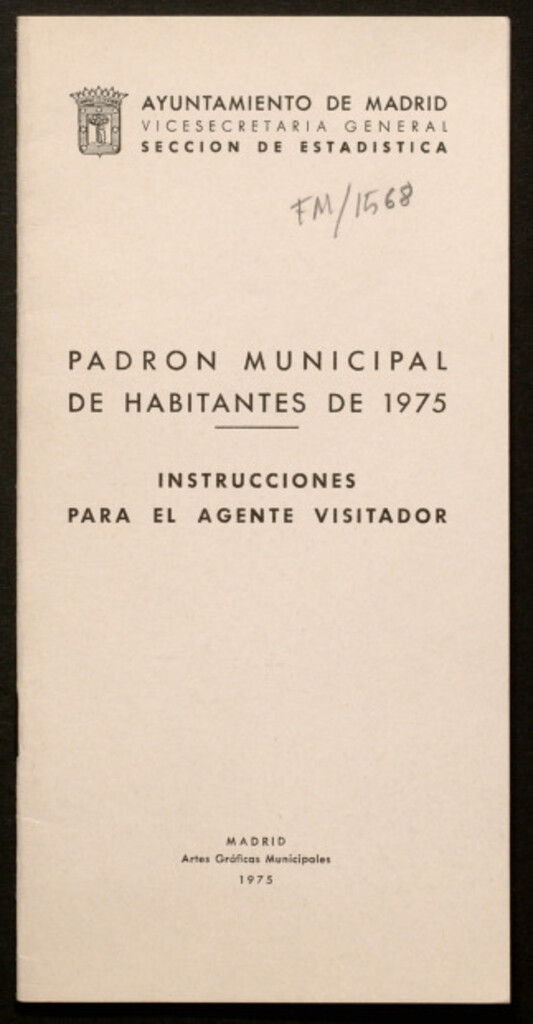 AYUNTAMIENTO DE MADRID
VICESECRETARIA GENERAL
SECCION DE ESTADISTICA
FM/1568
PADRON MUNICIPAL
DE HABITANTES DE 1975
INSTRUCCIONES
PARA EL AGENTE VISITADOR
MADRID
Artes Gráficas Municipales
1975